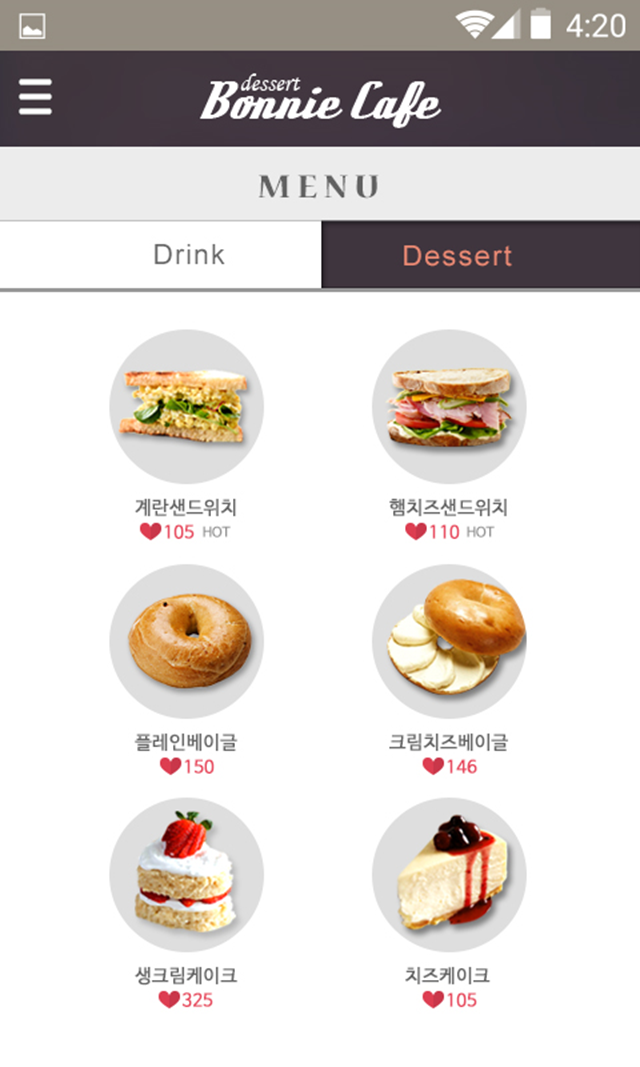 4:20
dessert
Bonnie Cafe
MENU
Drink Dessert
계란샌드위치 햄치즈샌드위치
105 HOT 110 HOT
플레인베이글 크림치즈베이글
150 146
생크림케이크 치즈케이크
325 105